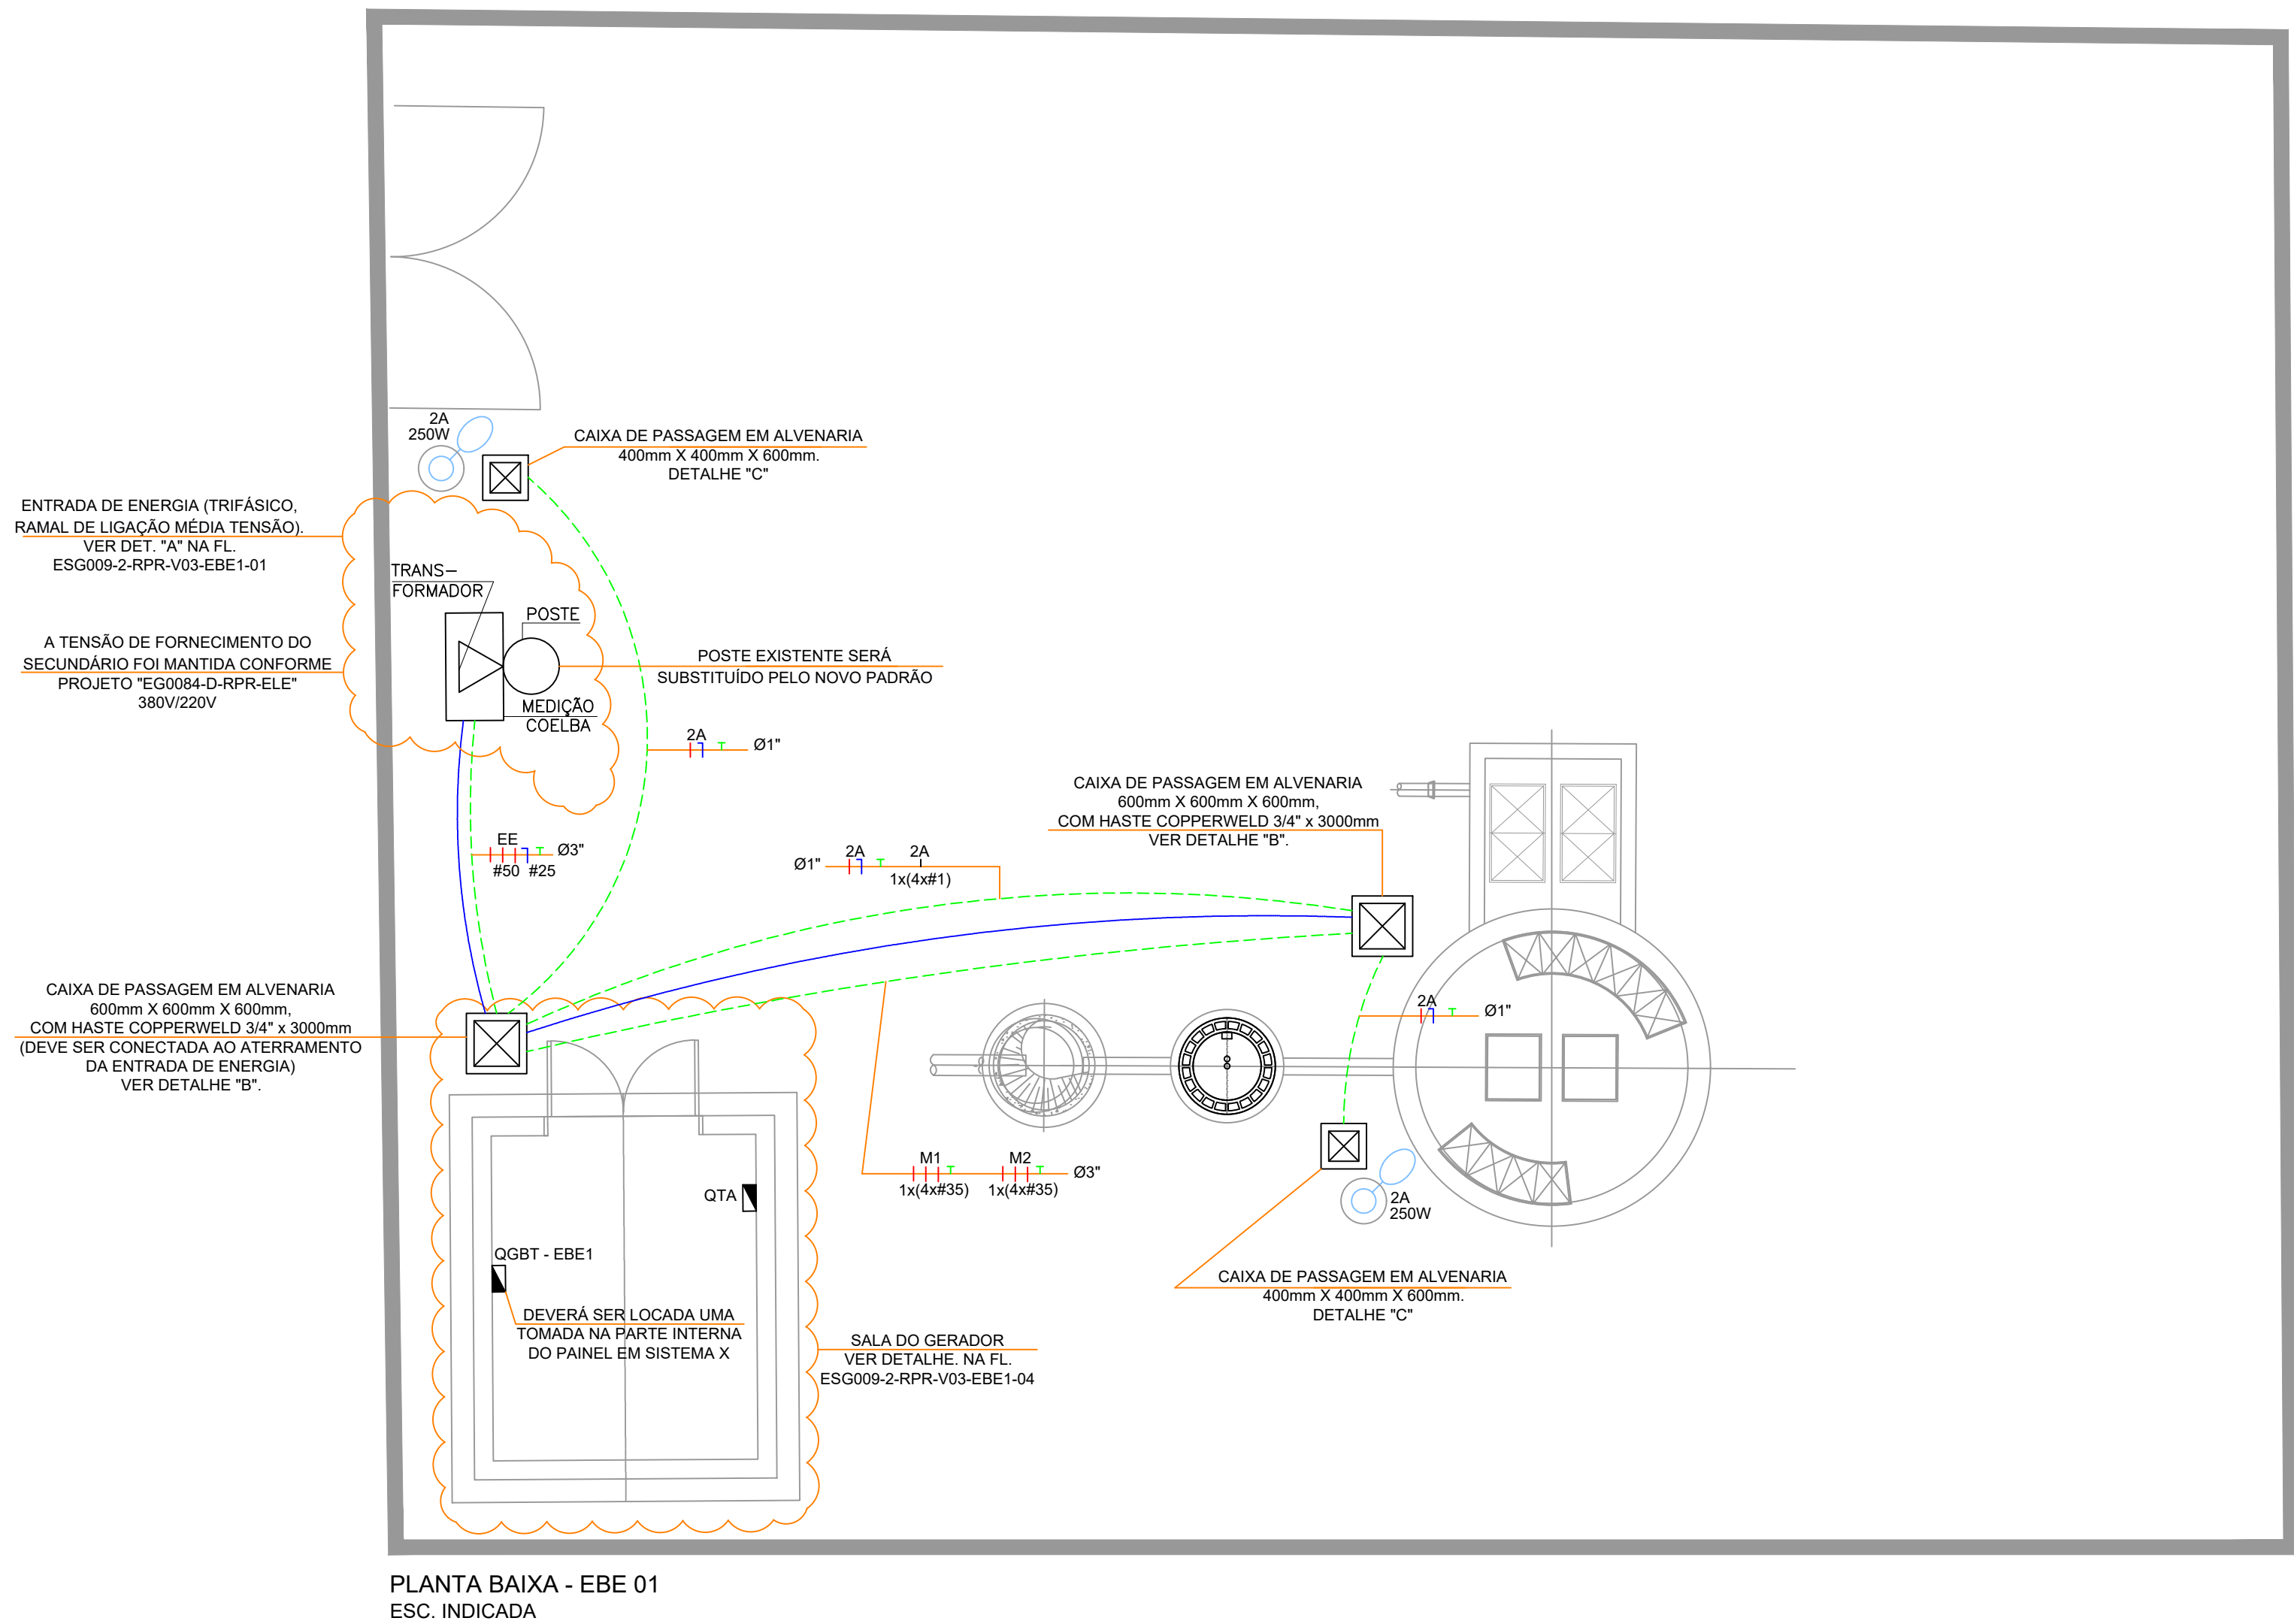 2A
250W
CAIXA DE PASSAGEM EM ALVENARIA
400mm X 400mm X 600mm.
DETALHE "C"
ENTRADA DE ENERGIA (TRIFÁSICO,
RAMAL DE LIGAÇÃO MÉDIA TENSÃO).
VER DET. "A" NA FL.
ESG009-2-RPR-V03-EBE1-01
TRANS-
FORMADOR
POSTE
A TENSÃO DE FORNECIMENTO DO
SECUNDÁRIO FOI MANTIDA CONFORME
PROJETO "EG0084-D-RPR-ELE"
380V/220V
POSTE EXISTENTE SERÁ
SUBSTITUÍDO PELO NOVO PADRÃO
MEDIÇÃO
COELBA
2A
Ø1"
EE
Ø3"
#50 #25
CAIXA DE PASSAGEM EM ALVENARIA
600mm X 600mm X 600mm,
COM HASTE COPPERWELD 3/4" x 3000mm
VER DETALHE "B".
Ø1" 2A 2A
1x(4x#1)
CAIXA DE PASSAGEM EM ALVENARIA
600mm X 600mm X 600mm,
COM HASTE COPPERWELD 3/4" x 3000mm
(DEVE SER CONECTADA AO ATERRAMENTO
DA ENTRADA DE ENERGIA)
VER DETALHE "B".
2A
Ø1"
M1 M2
Ø3"
1x(4x#35) 1x(4x#35)
QTA
2A
250W
QGBT - EBE1
CAIXA DE PASSAGEM EM ALVENARIA
400mm X 400mm X 600mm.
DETALHE "C"
DEVERÁ SER LOCADA UMA
TOMADA NA PARTE INTERNA
DO PAINEL EM SISTEMA X
SALA DO GERADOR
VER DETALHE. NA FL.
ESG009-2-RPR-V03-EBE1-04
PLANTA BAIXA - EBE 01
ESC. INDICADA